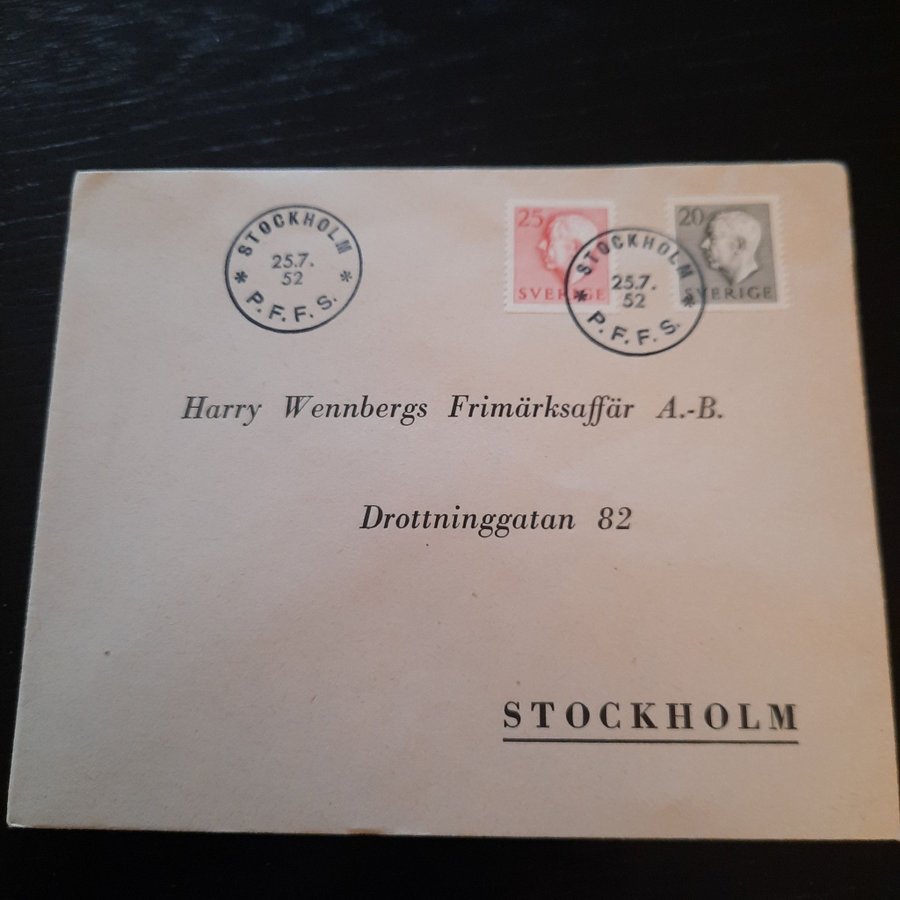 STOCKHOLM
25.7.
52
* P.F.F.S. *
25
SVERIGE
20
SVERIGE
STOCKHOLM
25.7.
52
* P.F.F.S. *
Harry Wennbergs Frimärksaffär A.-B.
Drottninggatan 82
STOCKHOLM